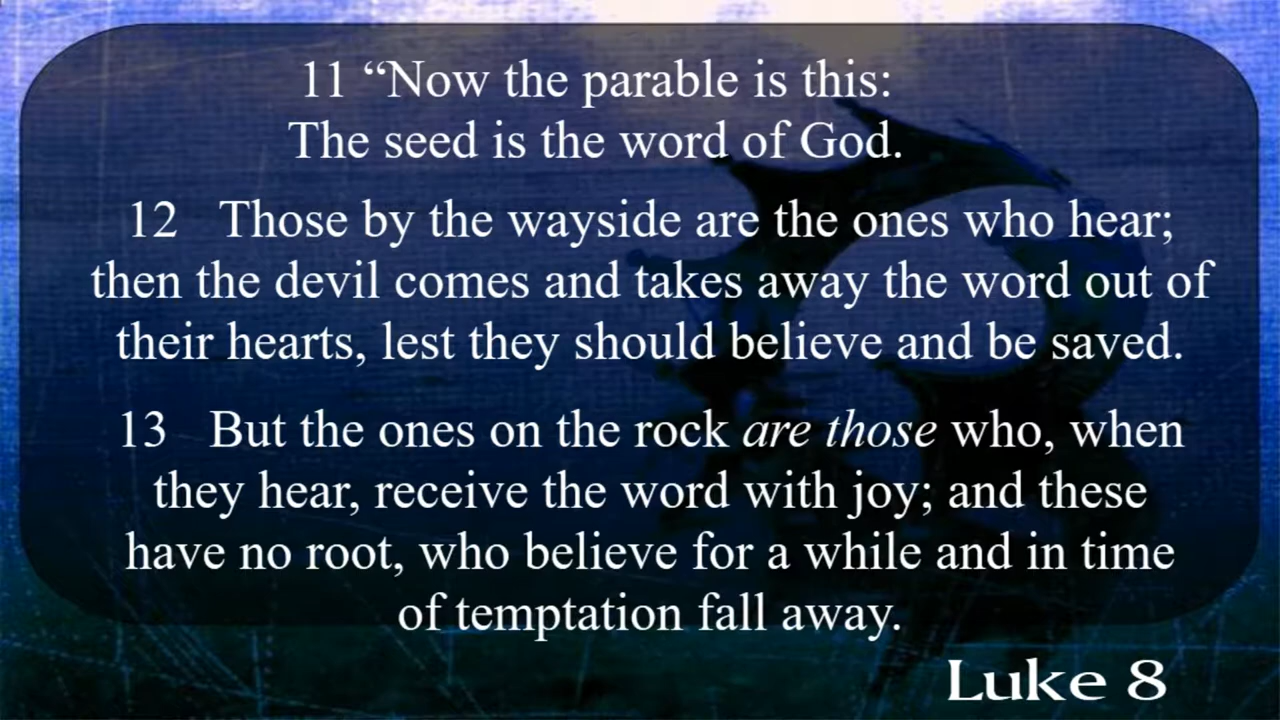 11 “Now the parable is this:
The seed is the word of God.
12 Those by the wayside are the ones who hear;
then the devil comes and takes away the word out of
their hearts, lest they should believe and be saved.
13 But the ones on the rock are those who, when
they hear, receive the word with joy; and these
have no root, who believe for a while and in time
of temptation fall away.
Luke 8